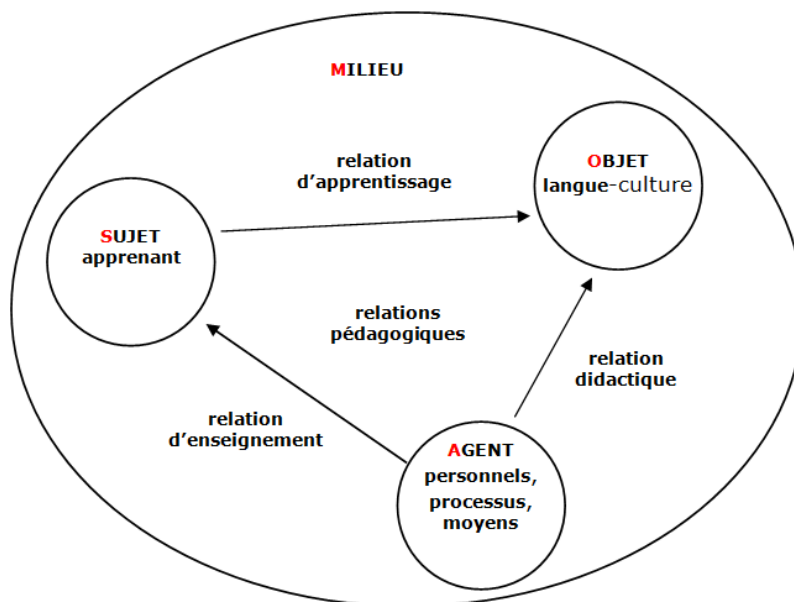 MILIEU
relation
d'apprentissage
OBJET
langue-culture
SUJET
apprenant
relations
pédagogiques
relation
didactique
relation
d'enseignement
AGENT
personnels,
processus,
moyens